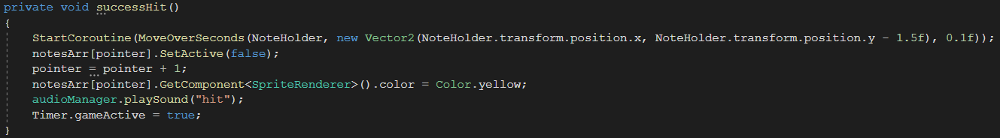 private void successHit()
{
    StartCoroutine(MoveOverSeconds(NoteHolder, new Vector2(NoteHolder.transform.position.x, NoteHolder.transform.position.y - 1.5f), 0.1f));
    notesArr[pointer].SetActive(false);
    pointer = pointer + 1;
    notesArr[pointer].GetComponent<SpriteRenderer>().color = Color.yellow;
    audioManager.playSound("hit");
    Timer.gameActive = true;
}